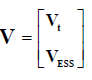 V = [ V_t
V_ESS ]